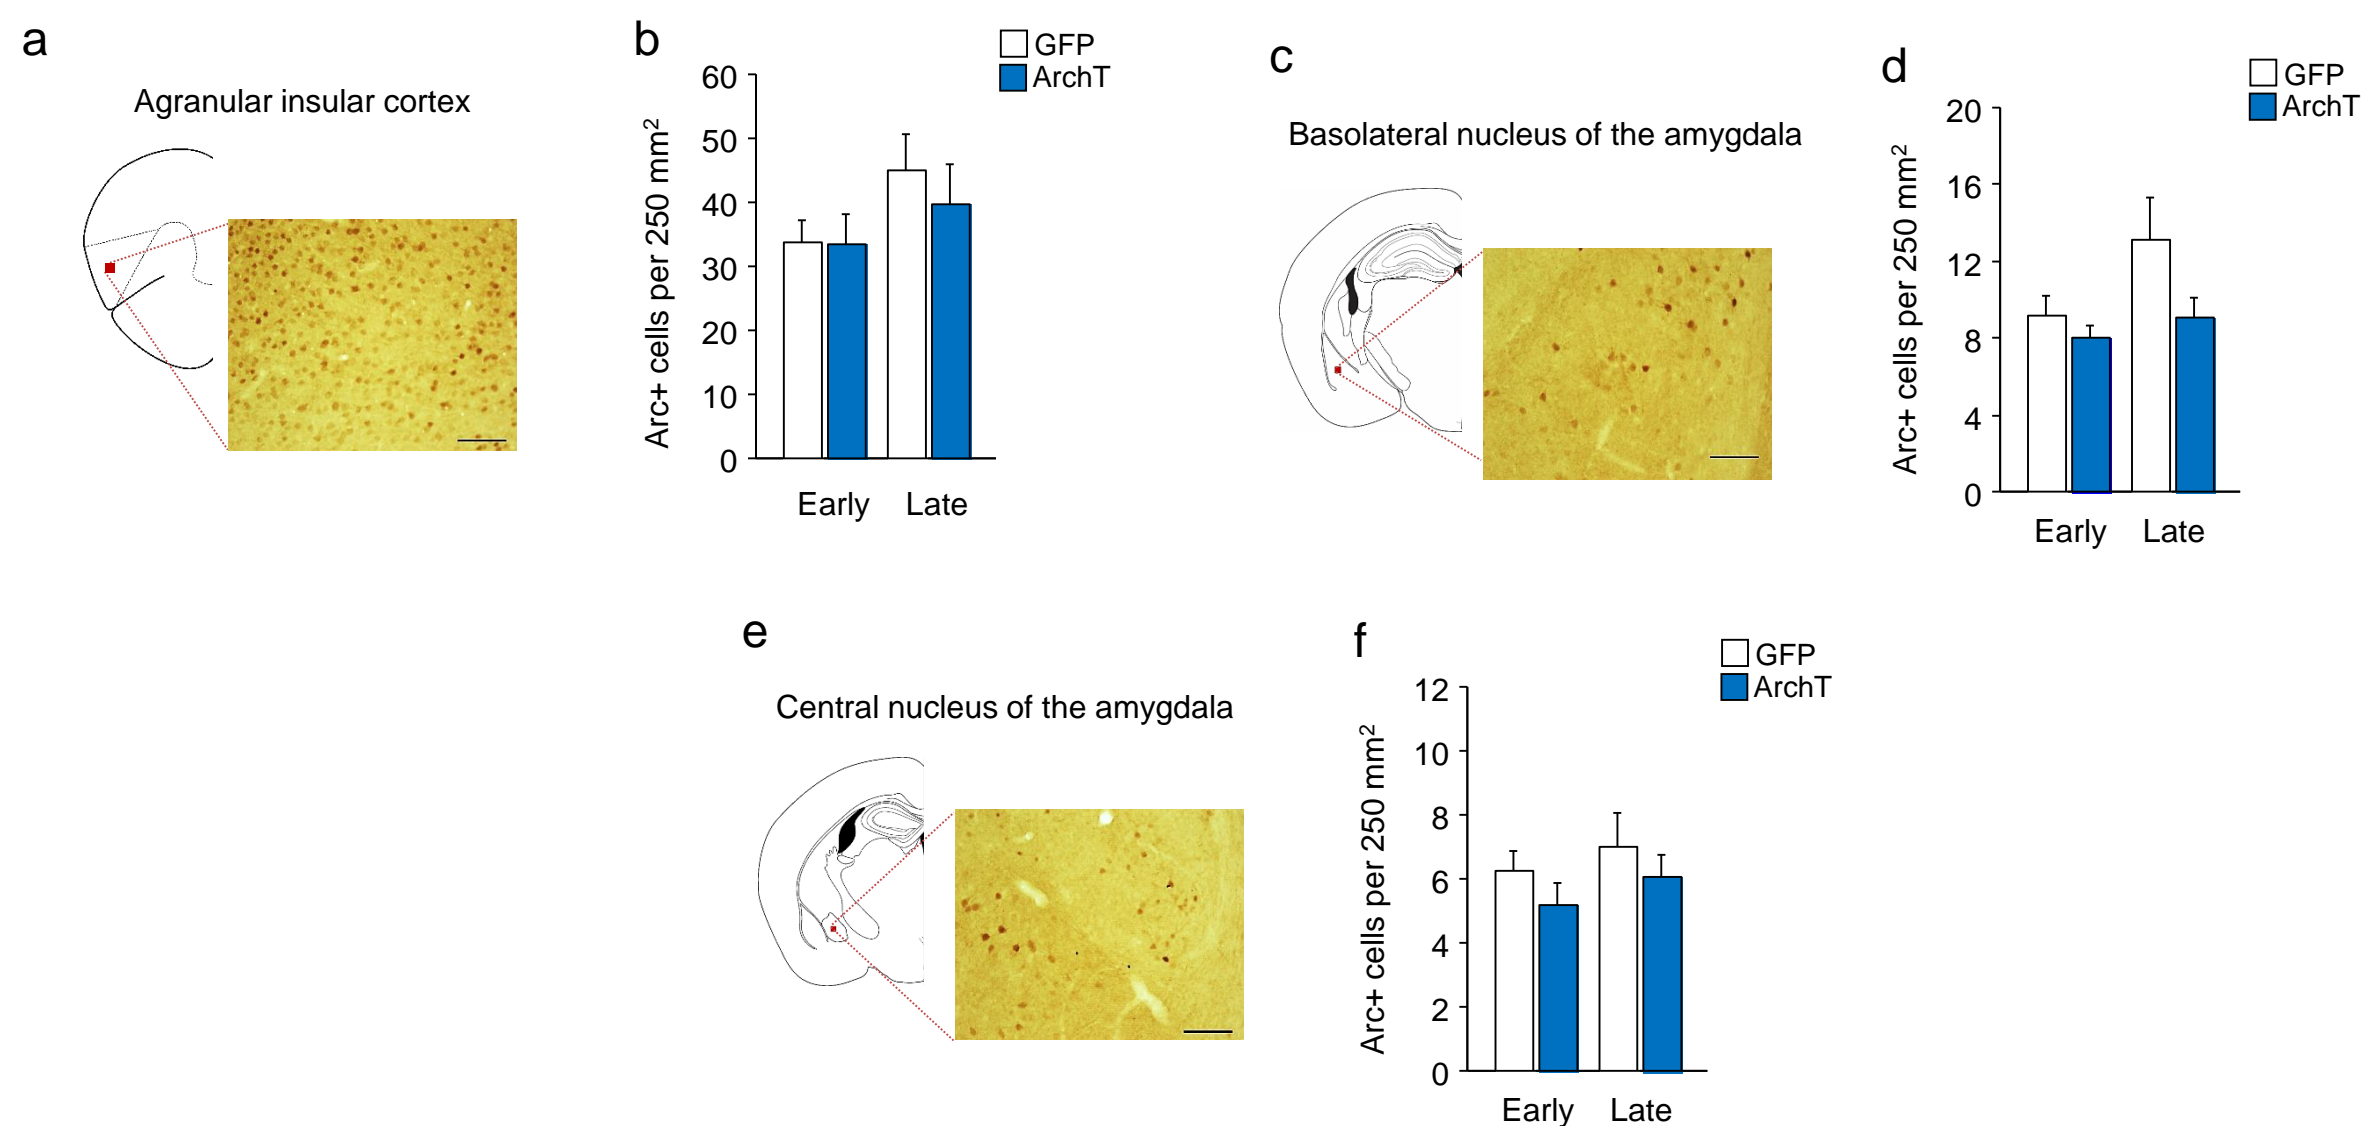 a
Agranular insular cortex
b
GFP
ArchT
60
50
40
30
20
10
0
Arc+ cells per 250 mm²
Early Late
c
Basolateral nucleus of the amygdala
d
GFP
ArchT
20
16
12
8
4
0
Arc+ cells per 250 mm²
Early Late
e
Central nucleus of the amygdala
f
GFP
ArchT
12
10
8
6
4
2
0
Arc+ cells per 250 mm²
Early Late